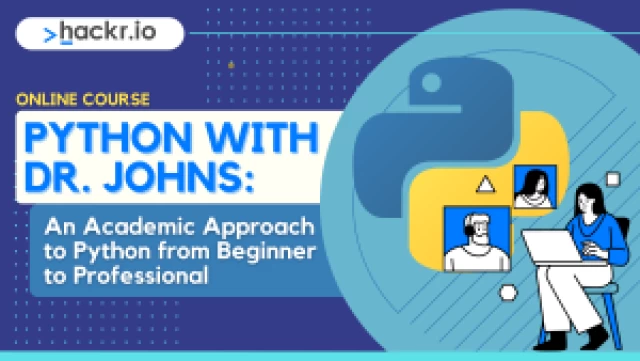 >hackr.io
ONLINE COURSE
PYTHON WITH
DR. JOHNS:
An Academic Approach
to Python from Beginner
to Professional